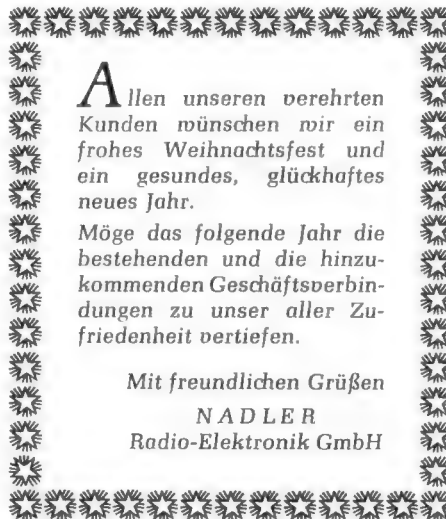 Allen unseren verehrten
Kunden wünschen wir ein
frohes Weihnachtsfest und
ein gesundes, glückhaftes
neues Jahr.
Möge das folgende Jahr die
bestehenden und die hinzu-
kommenden Geschäftsverbin-
dungen zu unser aller Zu-
friedenheit vertiefen.
Mit freundlichen Grüßen
NADLER
Radio-Elektronik GmbH